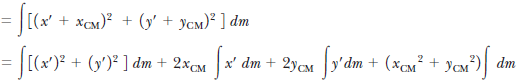 = ∫[(x′ + x_CM)² + (y′ + y_CM)²] dm
= ∫[(x′)² + (y′)²] dm + 2x_CM ∫x′ dm + 2y_CM ∫y′dm + (x_CM² + y_CM²)∫ dm